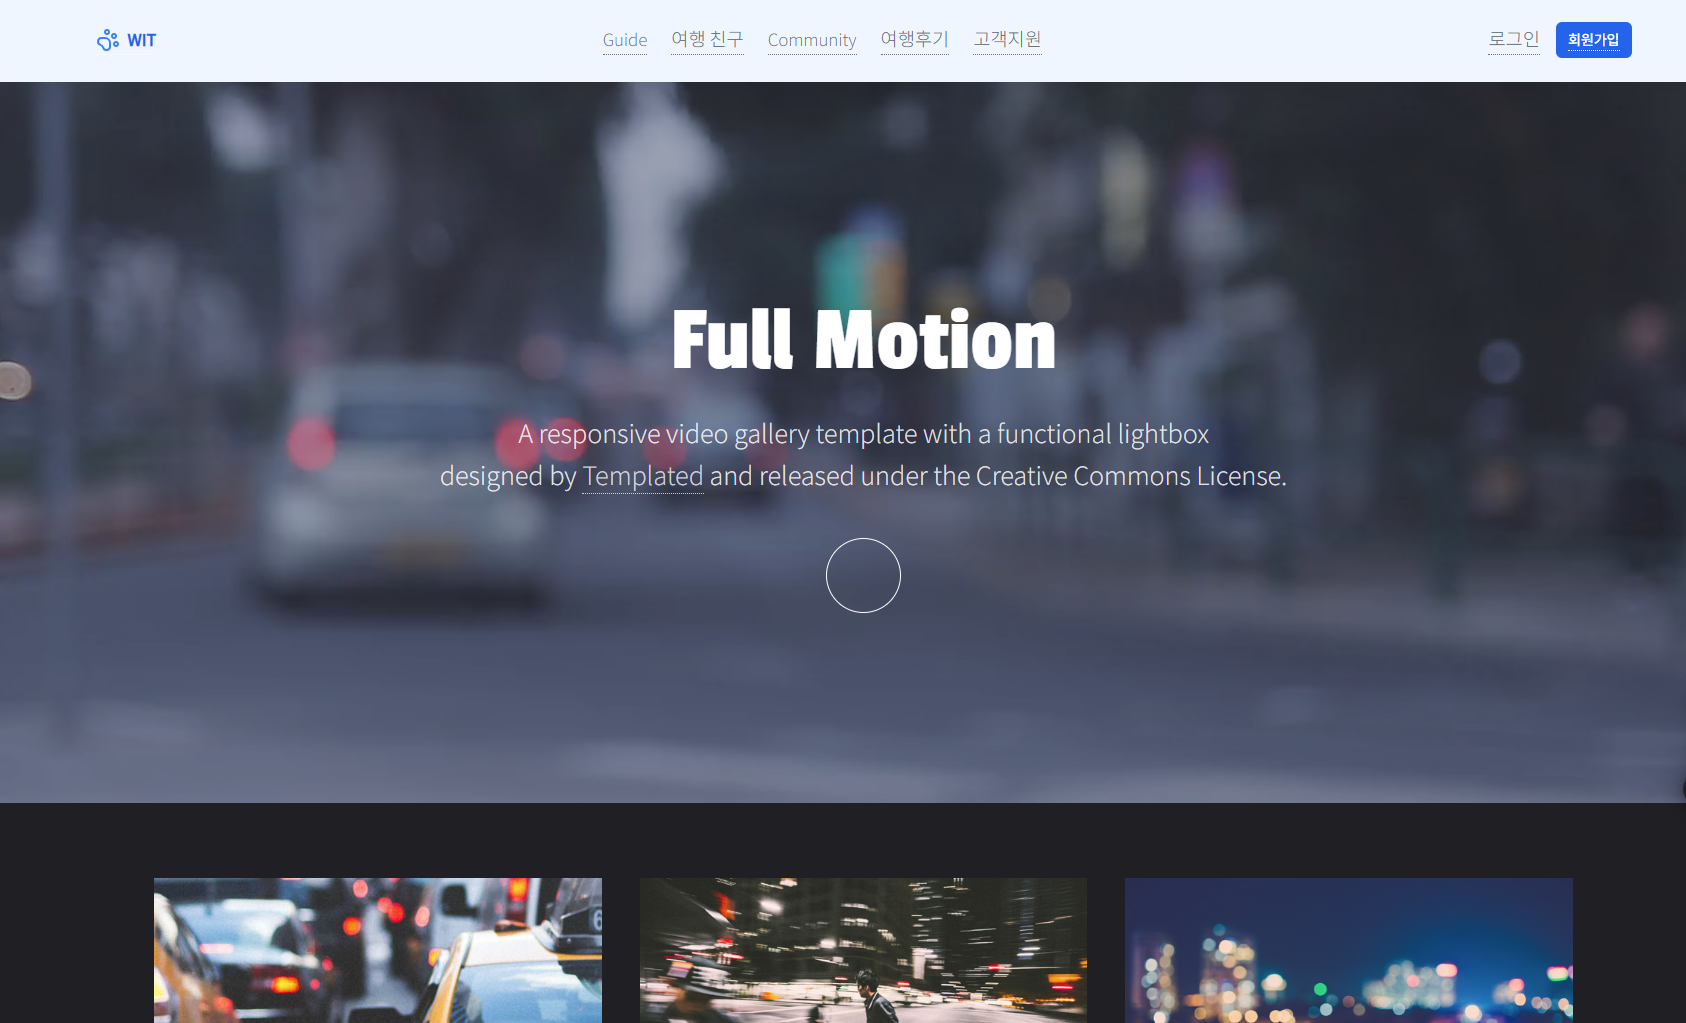 WIT
Guide 여행 친구 Community 여행후기 고객지원
로그인 회원가입
Full Motion
A responsive video gallery template with a functional lightbox
designed by Templated and released under the Creative Commons License.
6